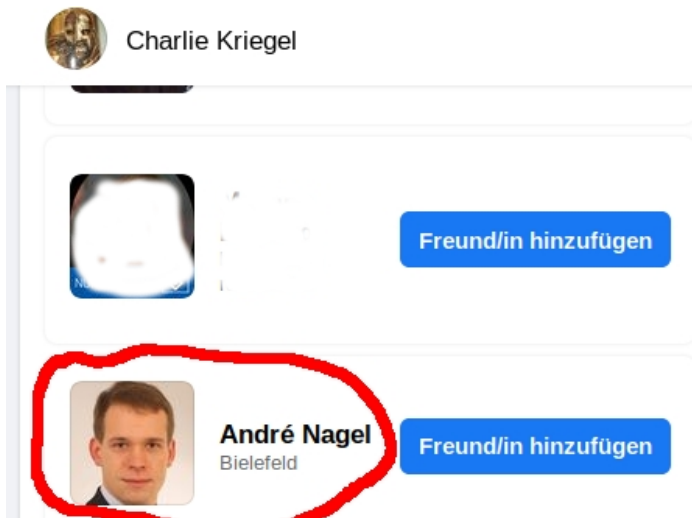 Charlie Kriegel
Freund/in hinzufügen
André Nagel
Bielefeld
Freund/in hinzufügen